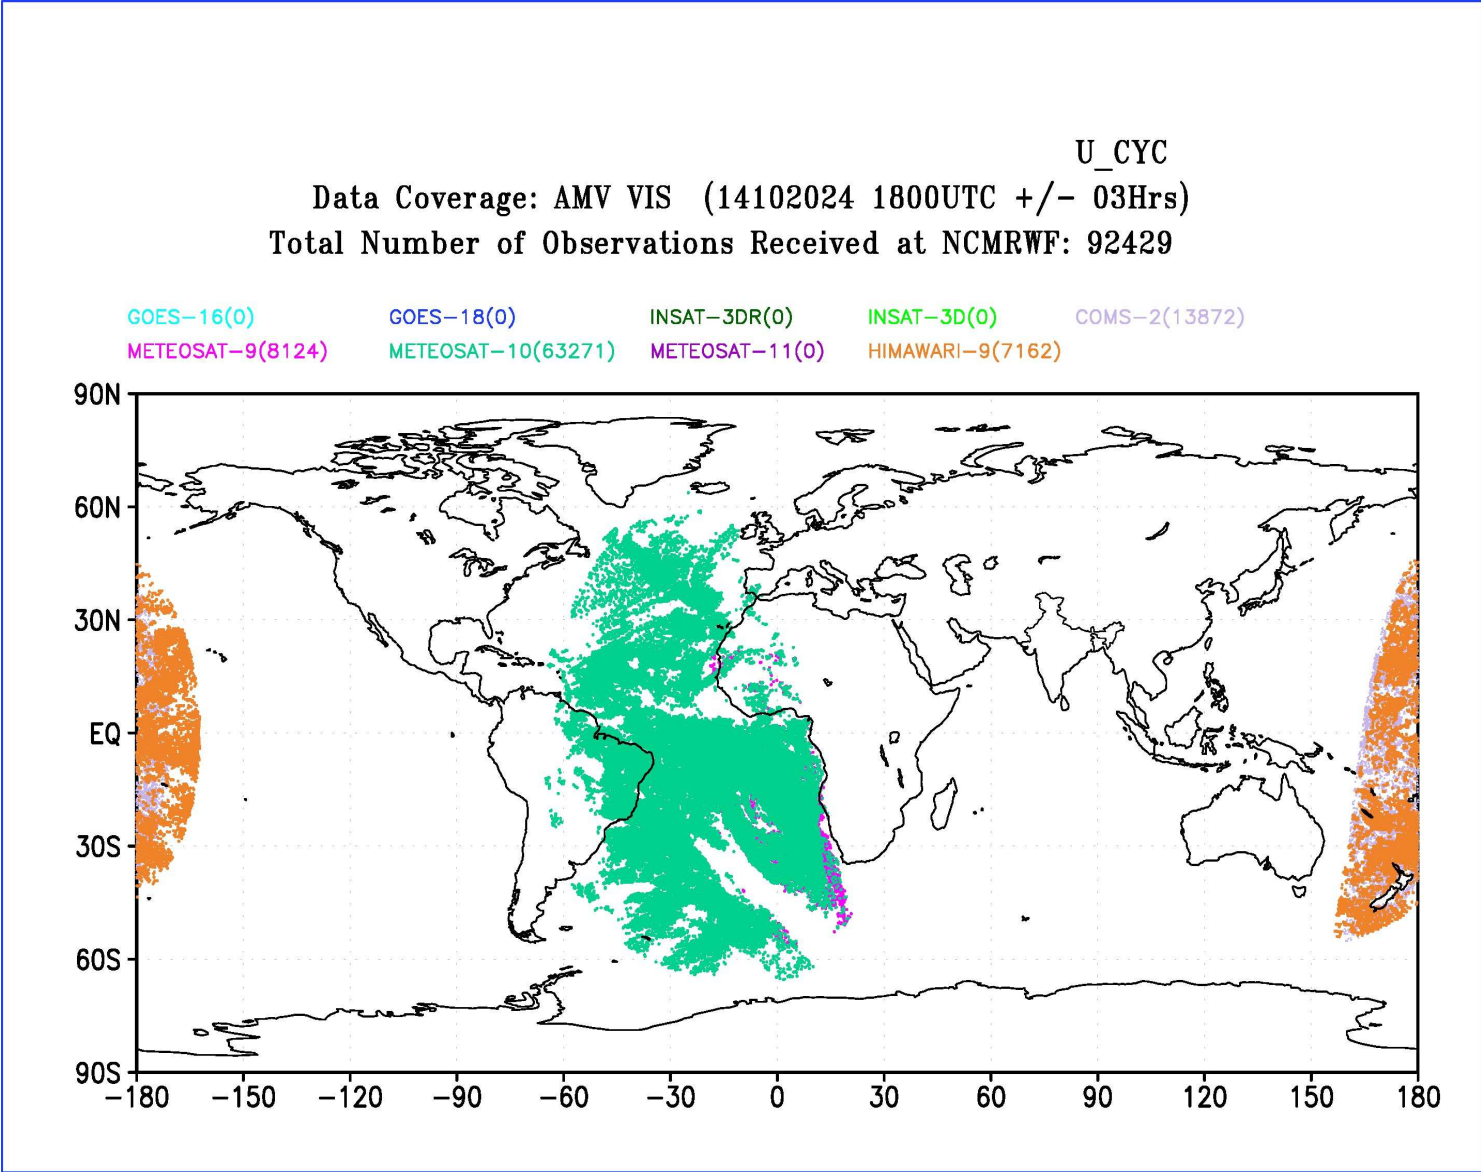 U_CYC
Data Coverage: AMV VIS (14102024 1800UTC +/- 03Hrs)
Total Number of Observations Received at NCMRWF: 92429
GOES-16(0) GOES-18(0) INSAT-3DR(0) INSAT-3D(0) COMS-2(13872)
METEOSAT-9(8124) METEOSAT-10(63271) METEOSAT-11(0) HIMAWARI-9(7162)
90N
60N
30N
EQ
30S
60S
90S
-180 -150 -120 -90 -60 -30 0 30 60 90 120 150 180